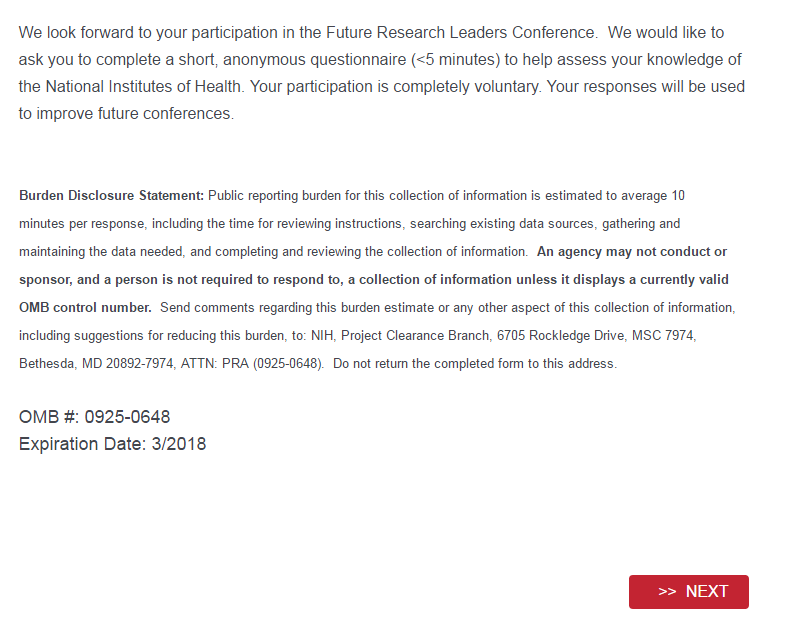 We look forward to your participation in the Future Research Leaders Conference.  We would like to
ask you to complete a short, anonymous questionnaire (<5 minutes) to help assess your knowledge of
the National Institutes of Health. Your participation is completely voluntary. Your responses will be used
to improve future conferences.
Burden Disclosure Statement: Public reporting burden for this collection of information is estimated to average 10
minutes per response, including the time for reviewing instructions, searching existing data sources, gathering and
maintaining the data needed, and completing and reviewing the collection of information.  An agency may not conduct or
sponsor, and a person is not required to respond to, a collection of information unless it displays a currently valid
OMB control number.  Send comments regarding this burden estimate or any other aspect of this collection of information,
including suggestions for reducing this burden, to: NIH, Project Clearance Branch, 6705 Rockledge Drive, MSC 7974,
Bethesda, MD 20892-7974, ATTN: PRA (0925-0648).  Do not return the completed form to this address.
OMB #: 0925-0648
Expiration Date: 3/2018
>> NEXT